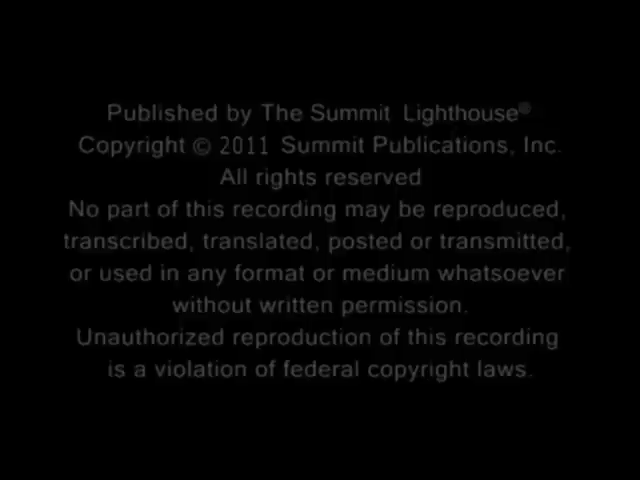 Published by The Summit Lighthouse®
Copyright © 2011 Summit Publications, Inc.
All rights reserved
No part of this recording may be reproduced,
transcribed, translated, posted or transmitted,
or used in any format or medium whatsoever
without written permission.
Unauthorized reproduction of this recording
is a violation of federal copyright laws.